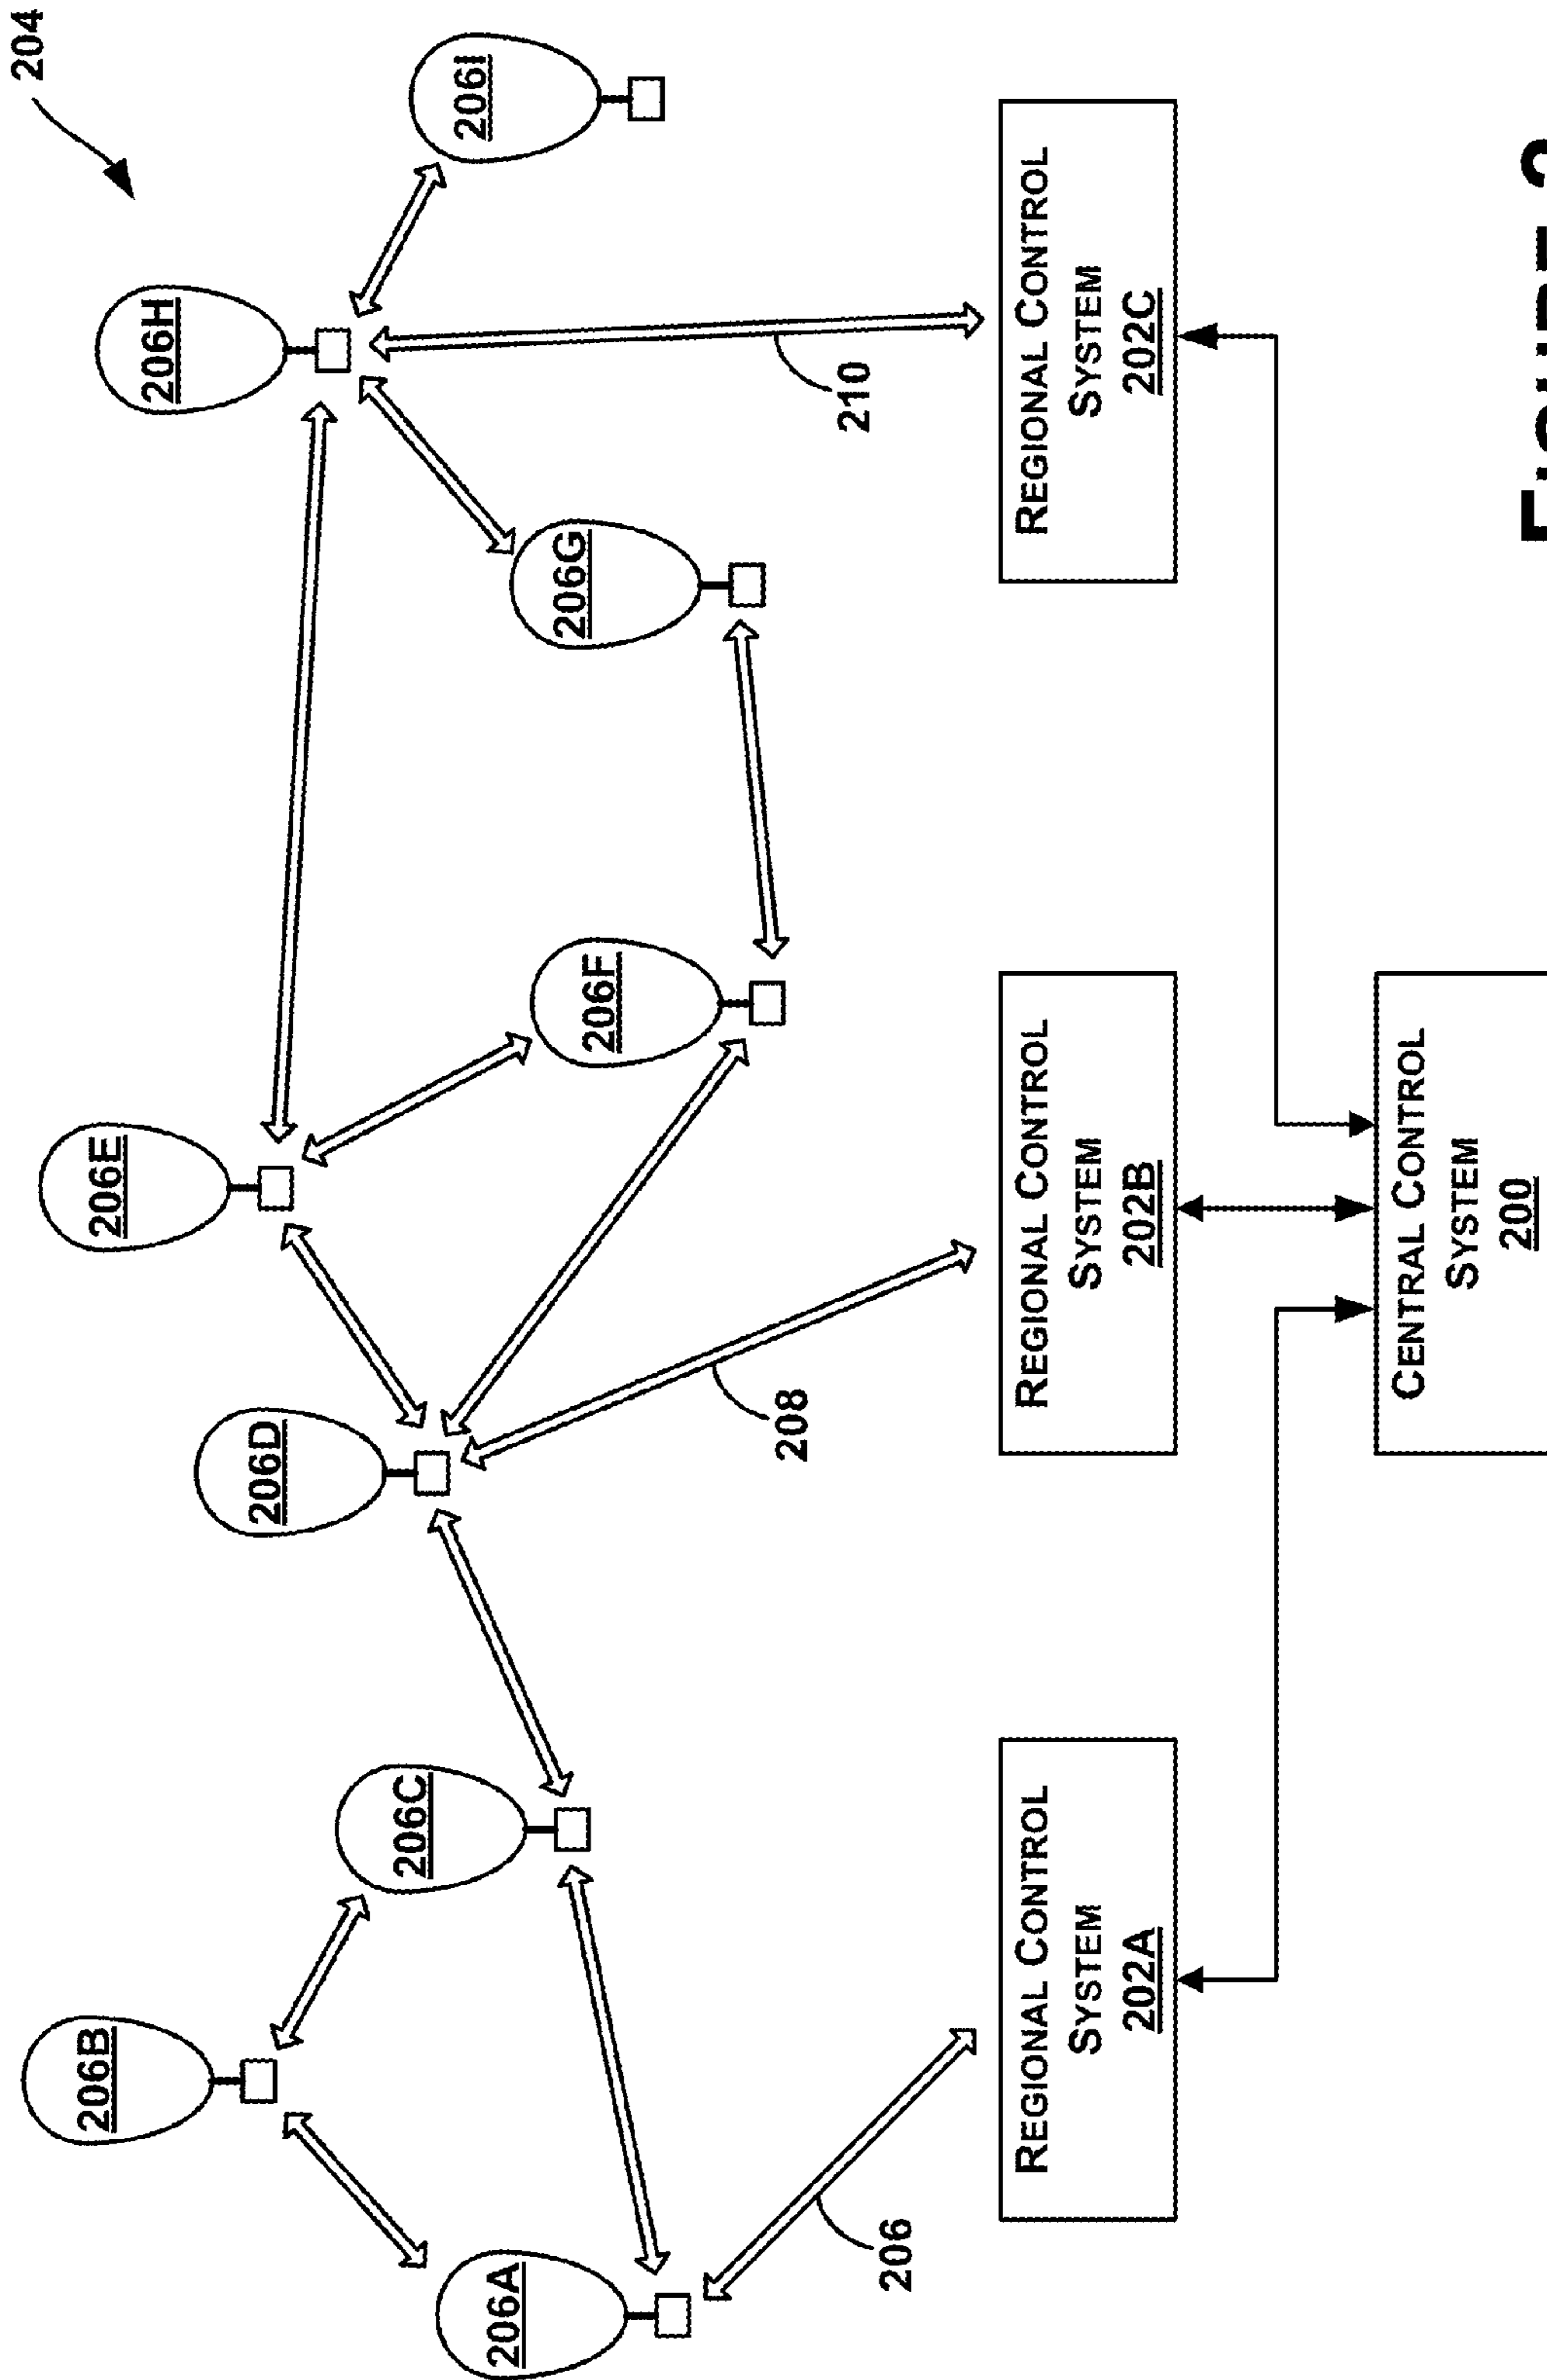 204
206B
206E
206H
206D
206C
206I
206A
206F
206G
206
208
210
REGIONAL CONTROL
SYSTEM
202A
REGIONAL CONTROL
SYSTEM
202B
REGIONAL CONTROL
SYSTEM
202C
CENTRAL CONTROL
SYSTEM
200
FIGURE